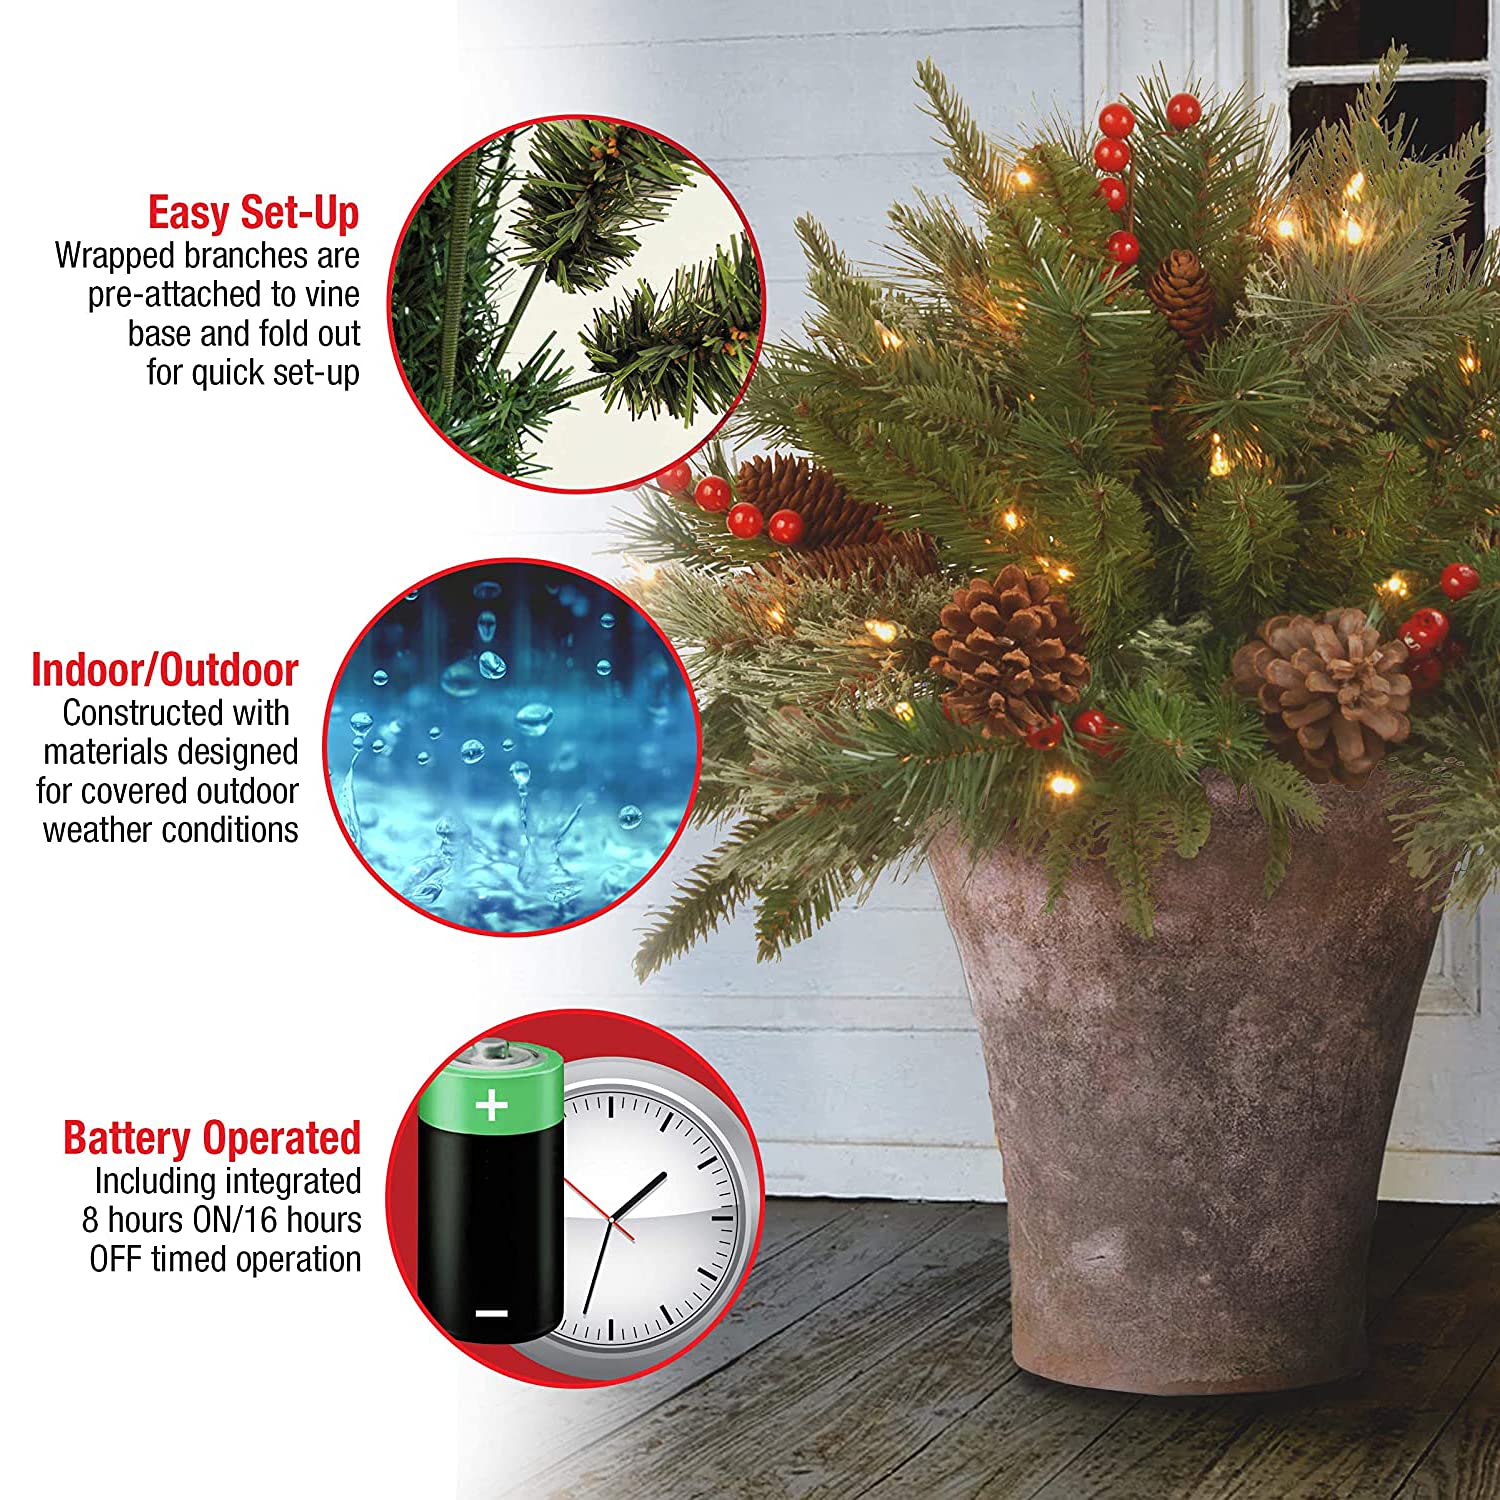 Easy Set-Up
Wrapped branches are
pre-attached to vine
base and fold out
for quick set-up
Indoor/Outdoor
Constructed with
materials designed
for covered outdoor
weather conditions
+
−
Battery Operated
Including integrated
8 hours ON/16 hours
OFF timed operation